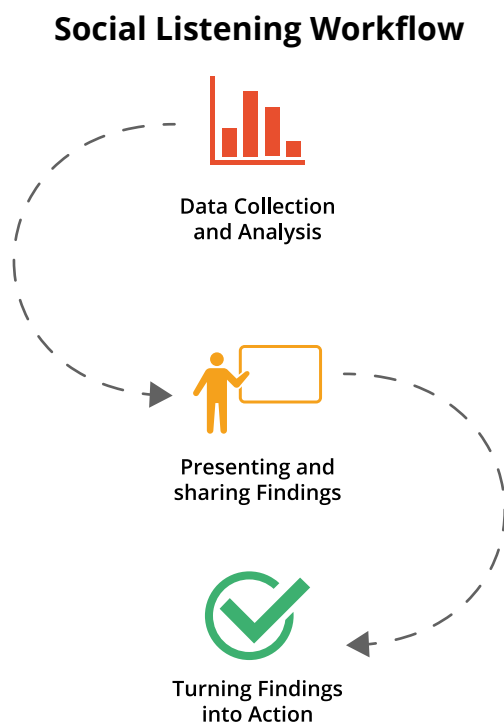 Social Listening Workflow
Data Collection
and Analysis
Presenting and
sharing Findings
Turning Findings
into Action